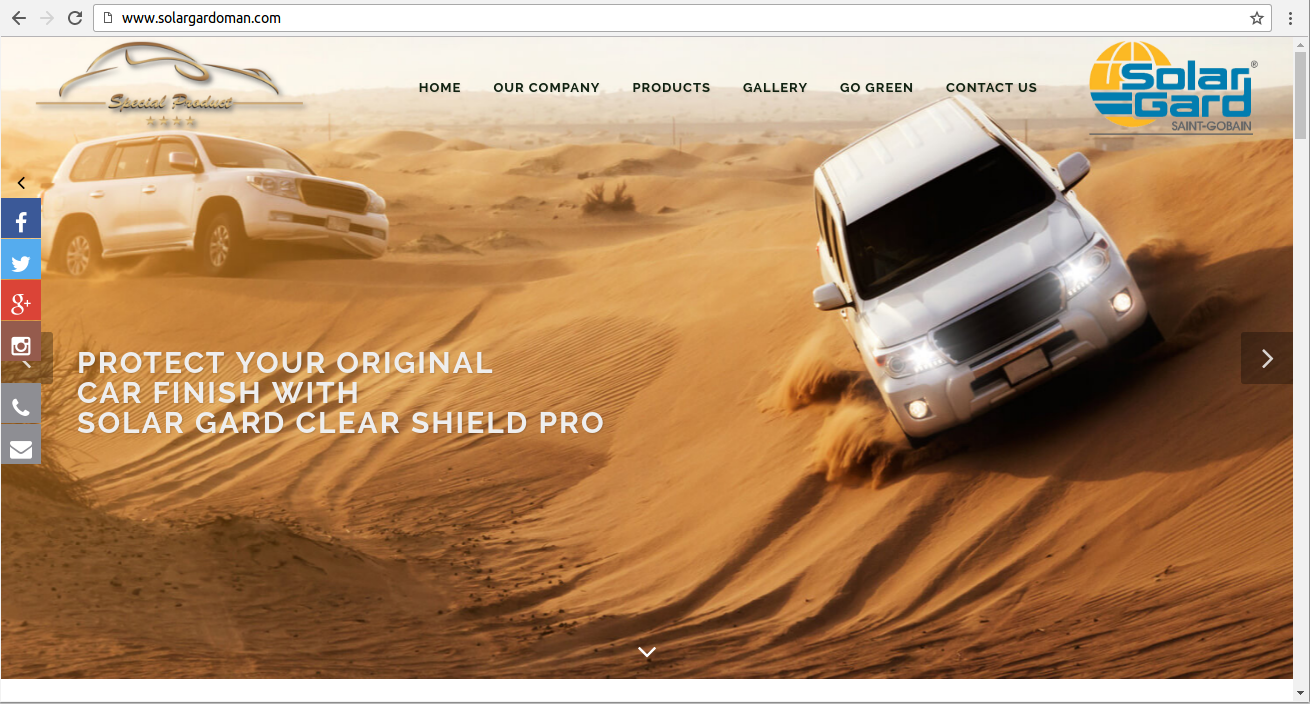 www.solargardoman.com
Special Product
HOME OUR COMPANY PRODUCTS GALLERY GO GREEN CONTACT US
Solar®
Gard
SAINT-GOBAIN
f
g+
PROTECT YOUR ORIGINAL
CAR FINISH WITH
SOLAR GARD CLEAR SHIELD PRO